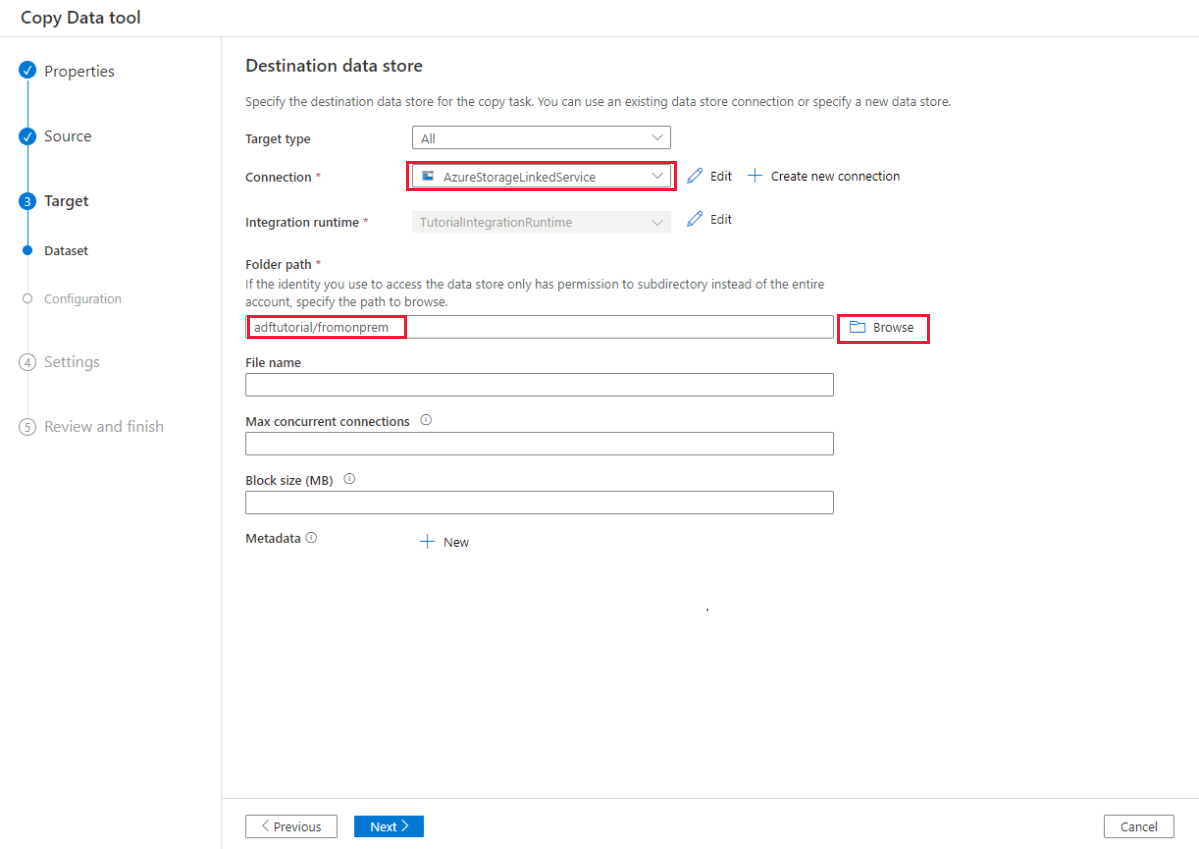 Copy Data tool
Properties
Source
3 Target
Dataset
Configuration
4 Settings
5 Review and finish
Destination data store
Specify the destination data store for the copy task. You can use an existing data store connection or specify a new data store.
Target type All
Connection * AzureStorageLinkedService Edit Create new connection
Integration runtime * TutorialIntegrationRuntime Edit
Folder path *
If the identity you use to access the data store only has permission to subdirectory instead of the entire
account, specify the path to browse.
adftutorial/fromonprem Browse
File name
Max concurrent connections
Block size (MB)
Metadata New
Previous Next Cancel